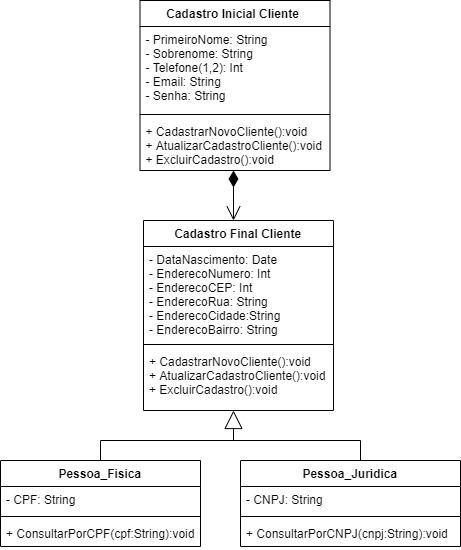 Cadastro Inicial Cliente
- PrimeiroNome: String
- Sobrenome: String
- Telefone(1,2): Int
- Email: String
- Senha: String
+ CadastrarNovoCliente():void
+ AtualizarCadastroCliente():void
+ ExcluirCadastro():void
Cadastro Final Cliente
- DataNascimento: Date
- EnderecoNumero: Int
- EnderecoCEP: Int
- EnderecoRua: String
- EnderecoCidade:String
- EnderecoBairro: String
+ CadastrarNovoCliente():void
+ AtualizarCadastroCliente():void
+ ExcluirCadastro():void
Pessoa_Fisica
- CPF: String
+ ConsultarPorCPF(cpf:String):void
Pessoa_Juridica
- CNPJ: String
+ ConsultarPorCNPJ(cnpj:String):void